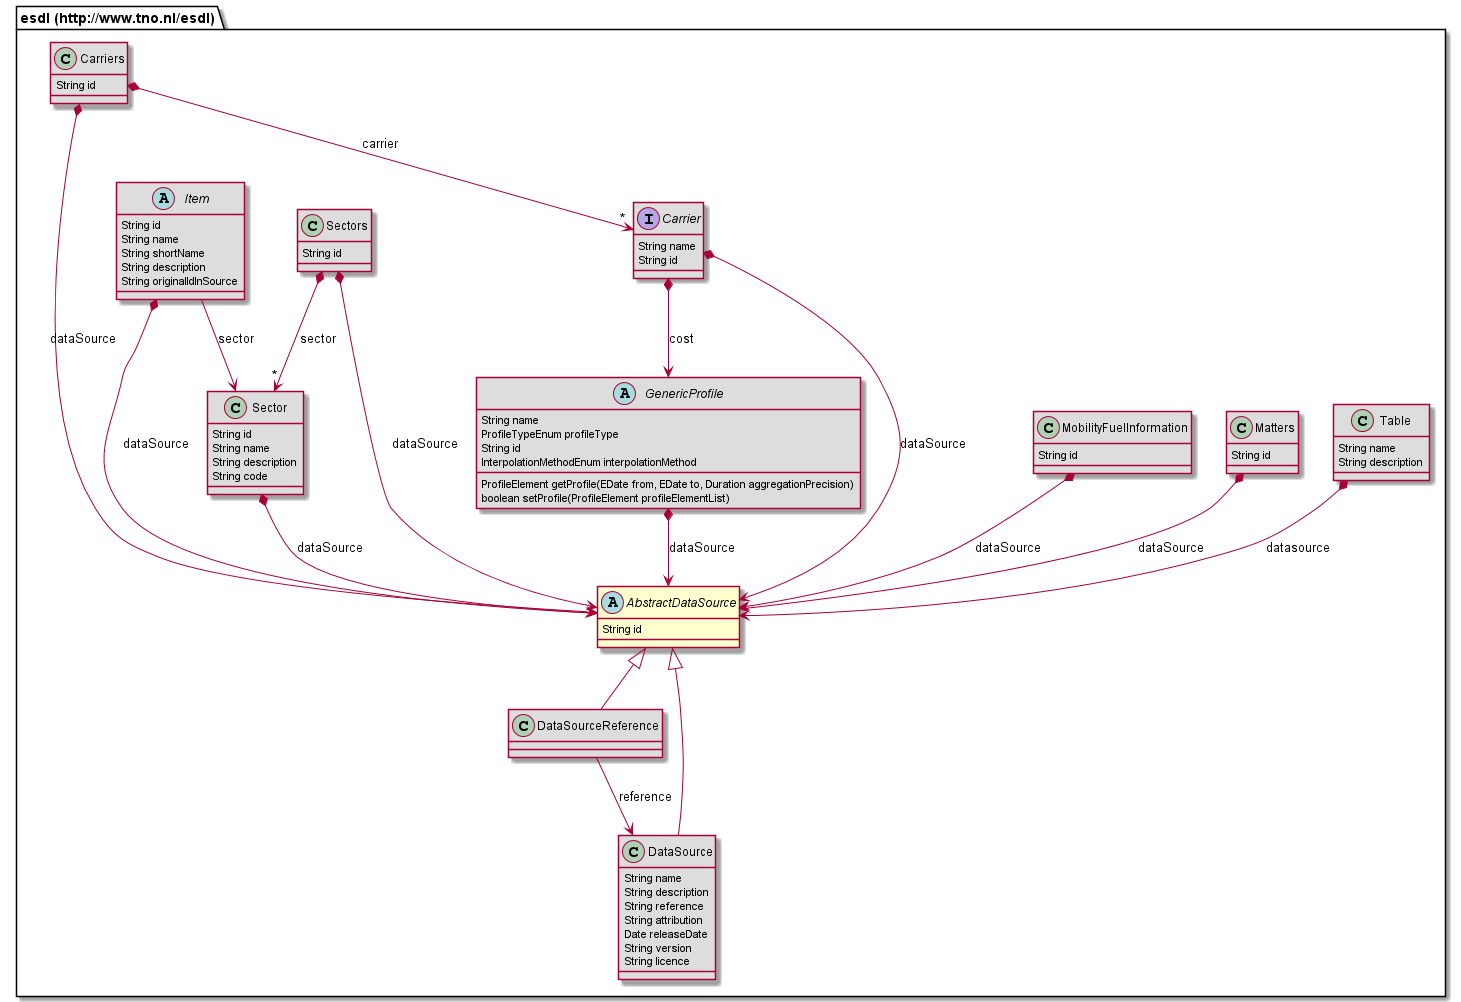 esdl (http://www.tno.nl/esdl)
C Carriers
String id
carrier
A Item
String id
String name
String shortName
String description
String originalIdInSource
C Sectors
String id
*
I Carrier
String name
String id
dataSource
sector
sector
cost
*
C Sector
String id
String name
String description
String code
A GenericProfile
String name
ProfileTypeEnum profileType
String id
InterpolationMethodEnum interpolationMethod
ProfileElement getProfile(EDate from, EDate to, Duration aggregationPrecision)
boolean setProfile(ProfileElement profileElementList)
C MobilityFuelInformation
String id
C Matters
String id
C Table
String name
String description
dataSource
dataSource
dataSource
dataSource
dataSource
dataSource
dataSource
datasource
A AbstractDataSource
String id
C DataSourceReference
reference
C DataSource
String name
String description
String reference
String attribution
Date releaseDate
String version
String licence